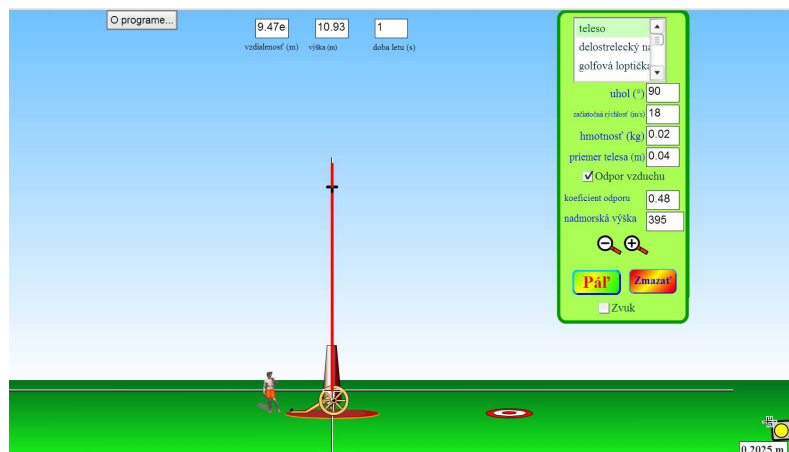 O programe...
9.47e 10.93 1
vzdialenosť (m) výška (m) doba letu (s)
teleso
delostrelecký ná
golfová loptička
uhol (°) 90
začiatočná rýchlosť (m/s) 18
hmotnosť (kg) 0.02
priemer telesa (m) 0.04
Odpor vzduchu
koeficient odporu 0.48
nadmorská výška 395
Páľ Zmazať
Zvuk
0.2025 m